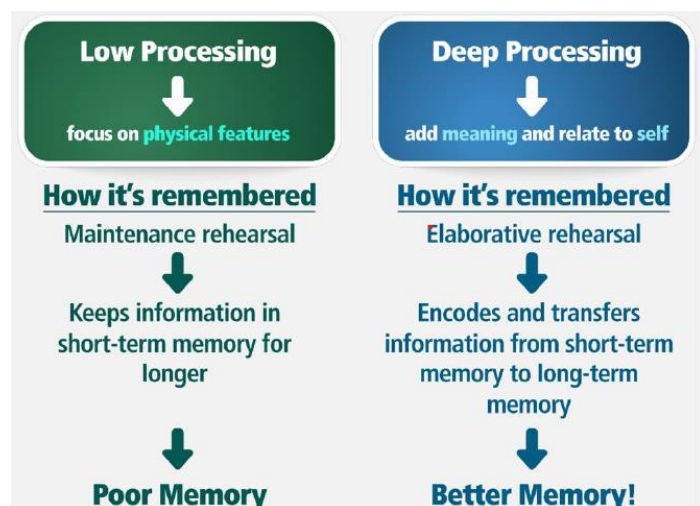 Low Processing
focus on physical features
How it's remembered
Maintenance rehearsal
Keeps information in
short-term memory for
longer
Poor Memory
Deep Processing
add meaning and relate to self
How it's remembered
Elaborative rehearsal
Encodes and transfers
information from short-term
memory to long-term
memory
Better Memory!